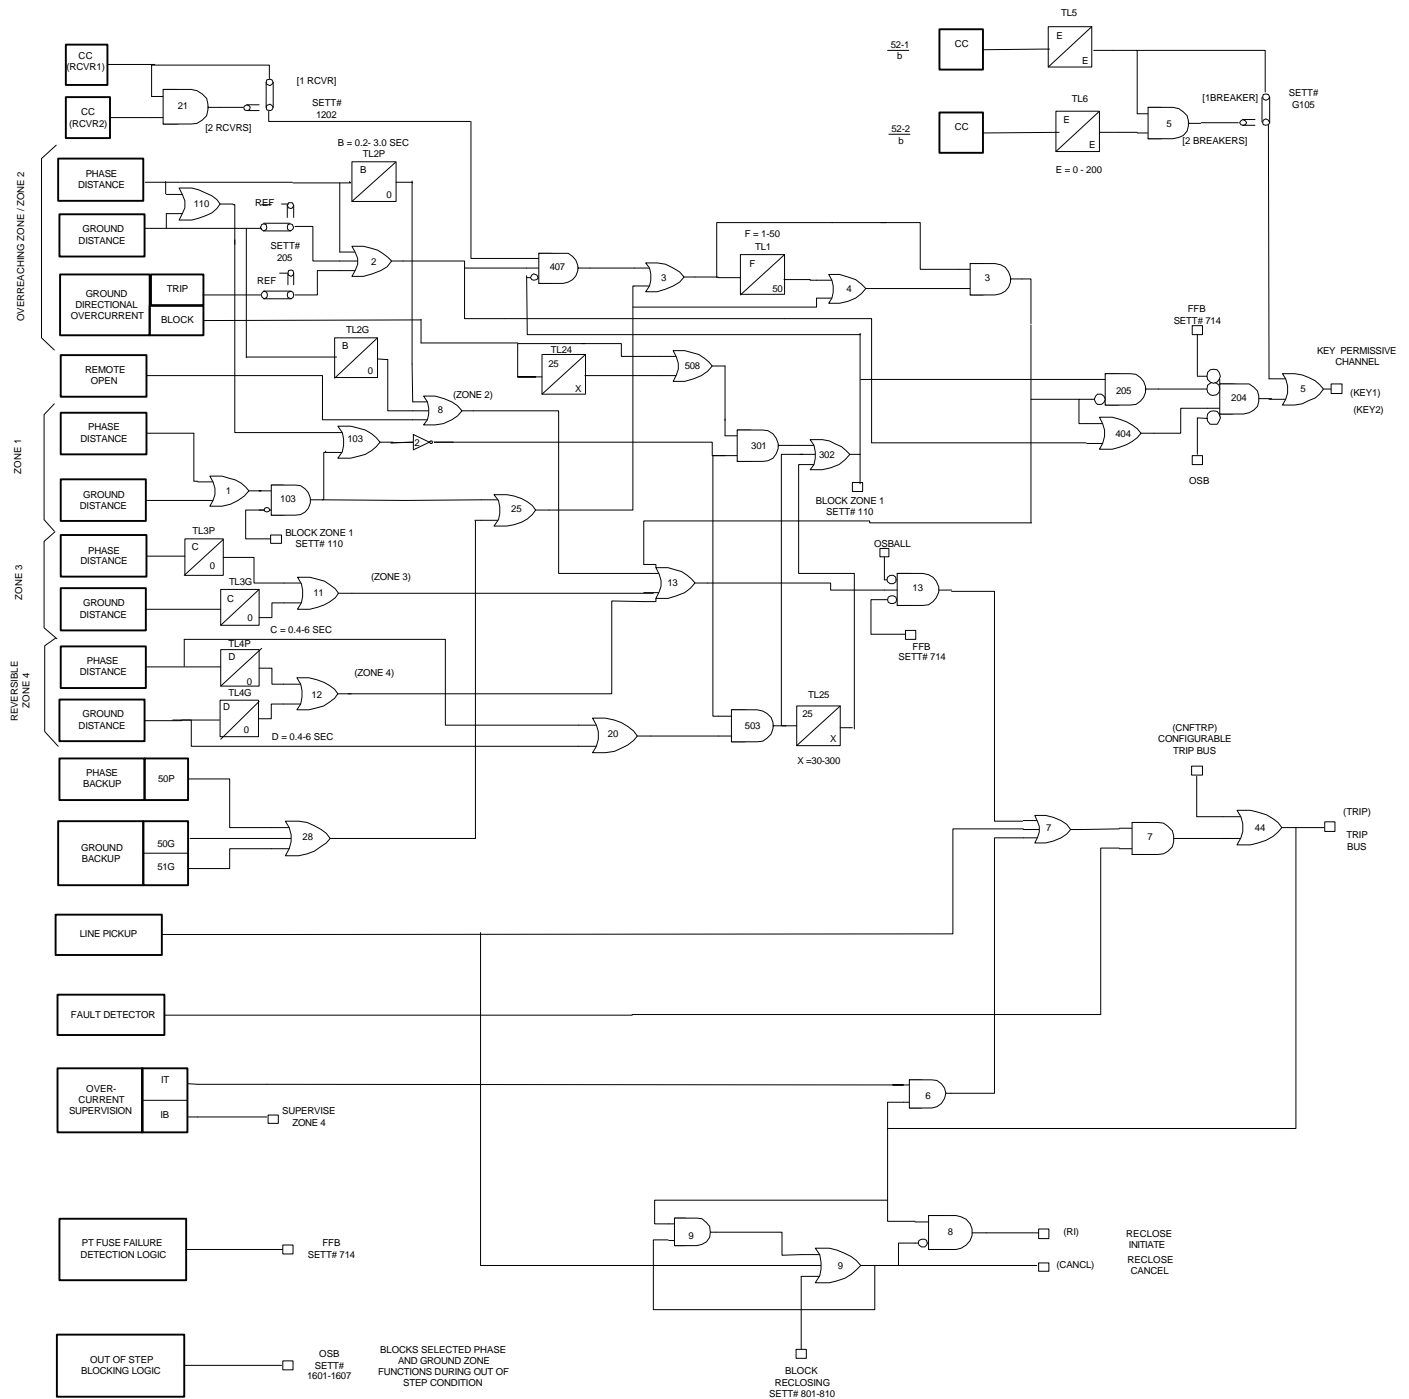 TL5
52-1
b
CC
E
E
CC
(RCVR1)
[1 RCVR]
SETT#
1202
21
[2 RCVRS]
CC
(RCVR2)
TL6
52-2
b
CC
E
E
E = 0 - 200
[1BREAKER]
SETT#
G105
5
[2 BREAKERS]
B = 0.2- 3.0 SEC
TL2P
B
0
OVERREACHING ZONE / ZONE 2
PHASE
DISTANCE
110
REF
GROUND
DISTANCE
SETT#
205
REF
2
GROUND
DIRECTIONAL
OVERCURRENT
TRIP
BLOCK
407
3
F = 1-50
TL1
F
50
4
3
TL2G
B
0
TL24
25
X
508
FFB
SETT# 714
KEY PERMISSIVE
CHANNEL
REMOTE
OPEN
(ZONE 2)
8
205
204
5
(KEY1)
(KEY2)
ZONE 1
PHASE
DISTANCE
103
2
301
302
404
OSB
GROUND
DISTANCE
1
103
25
BLOCK ZONE 1
SETT# 110
BLOCK ZONE 1
SETT# 110
ZONE 3
PHASE
DISTANCE
TL3P
C
0
TL3G
C
0
(ZONE 3)
11
13
OSBALL
13
GROUND
DISTANCE
C = 0.4-6 SEC
FFB
SETT# 714
REVERSIBLE
ZONE 4
PHASE
DISTANCE
TL4P
D
0
(ZONE 4)
12
TL4G
D
0
GROUND
DISTANCE
D = 0.4-6 SEC
20
503
TL25
25
X
X =30-300
(CNFTRP)
CONFIGURABLE
TRIP BUS
PHASE
BACKUP
50P
GROUND
BACKUP
50G
51G
28
7
7
44
(TRIP)
TRIP
BUS
LINE PICKUP
FAULT DETECTOR
OVER-
CURRENT
SUPERVISION
IT
IB
SUPERVISE
ZONE 4
6
PT FUSE FAILURE
DETECTION LOGIC
FFB
SETT# 714
9
9
8
(RI)
RECLOSE
INITIATE
(CANCL)
RECLOSE
CANCEL
OUT OF STEP
BLOCKING LOGIC
OSB
SETT#
1601-1607
BLOCKS SELECTED PHASE
AND GROUND ZONE
FUNCTIONS DURING OUT OF
STEP CONDITION
BLOCK
RECLOSING
SETT# 801-810